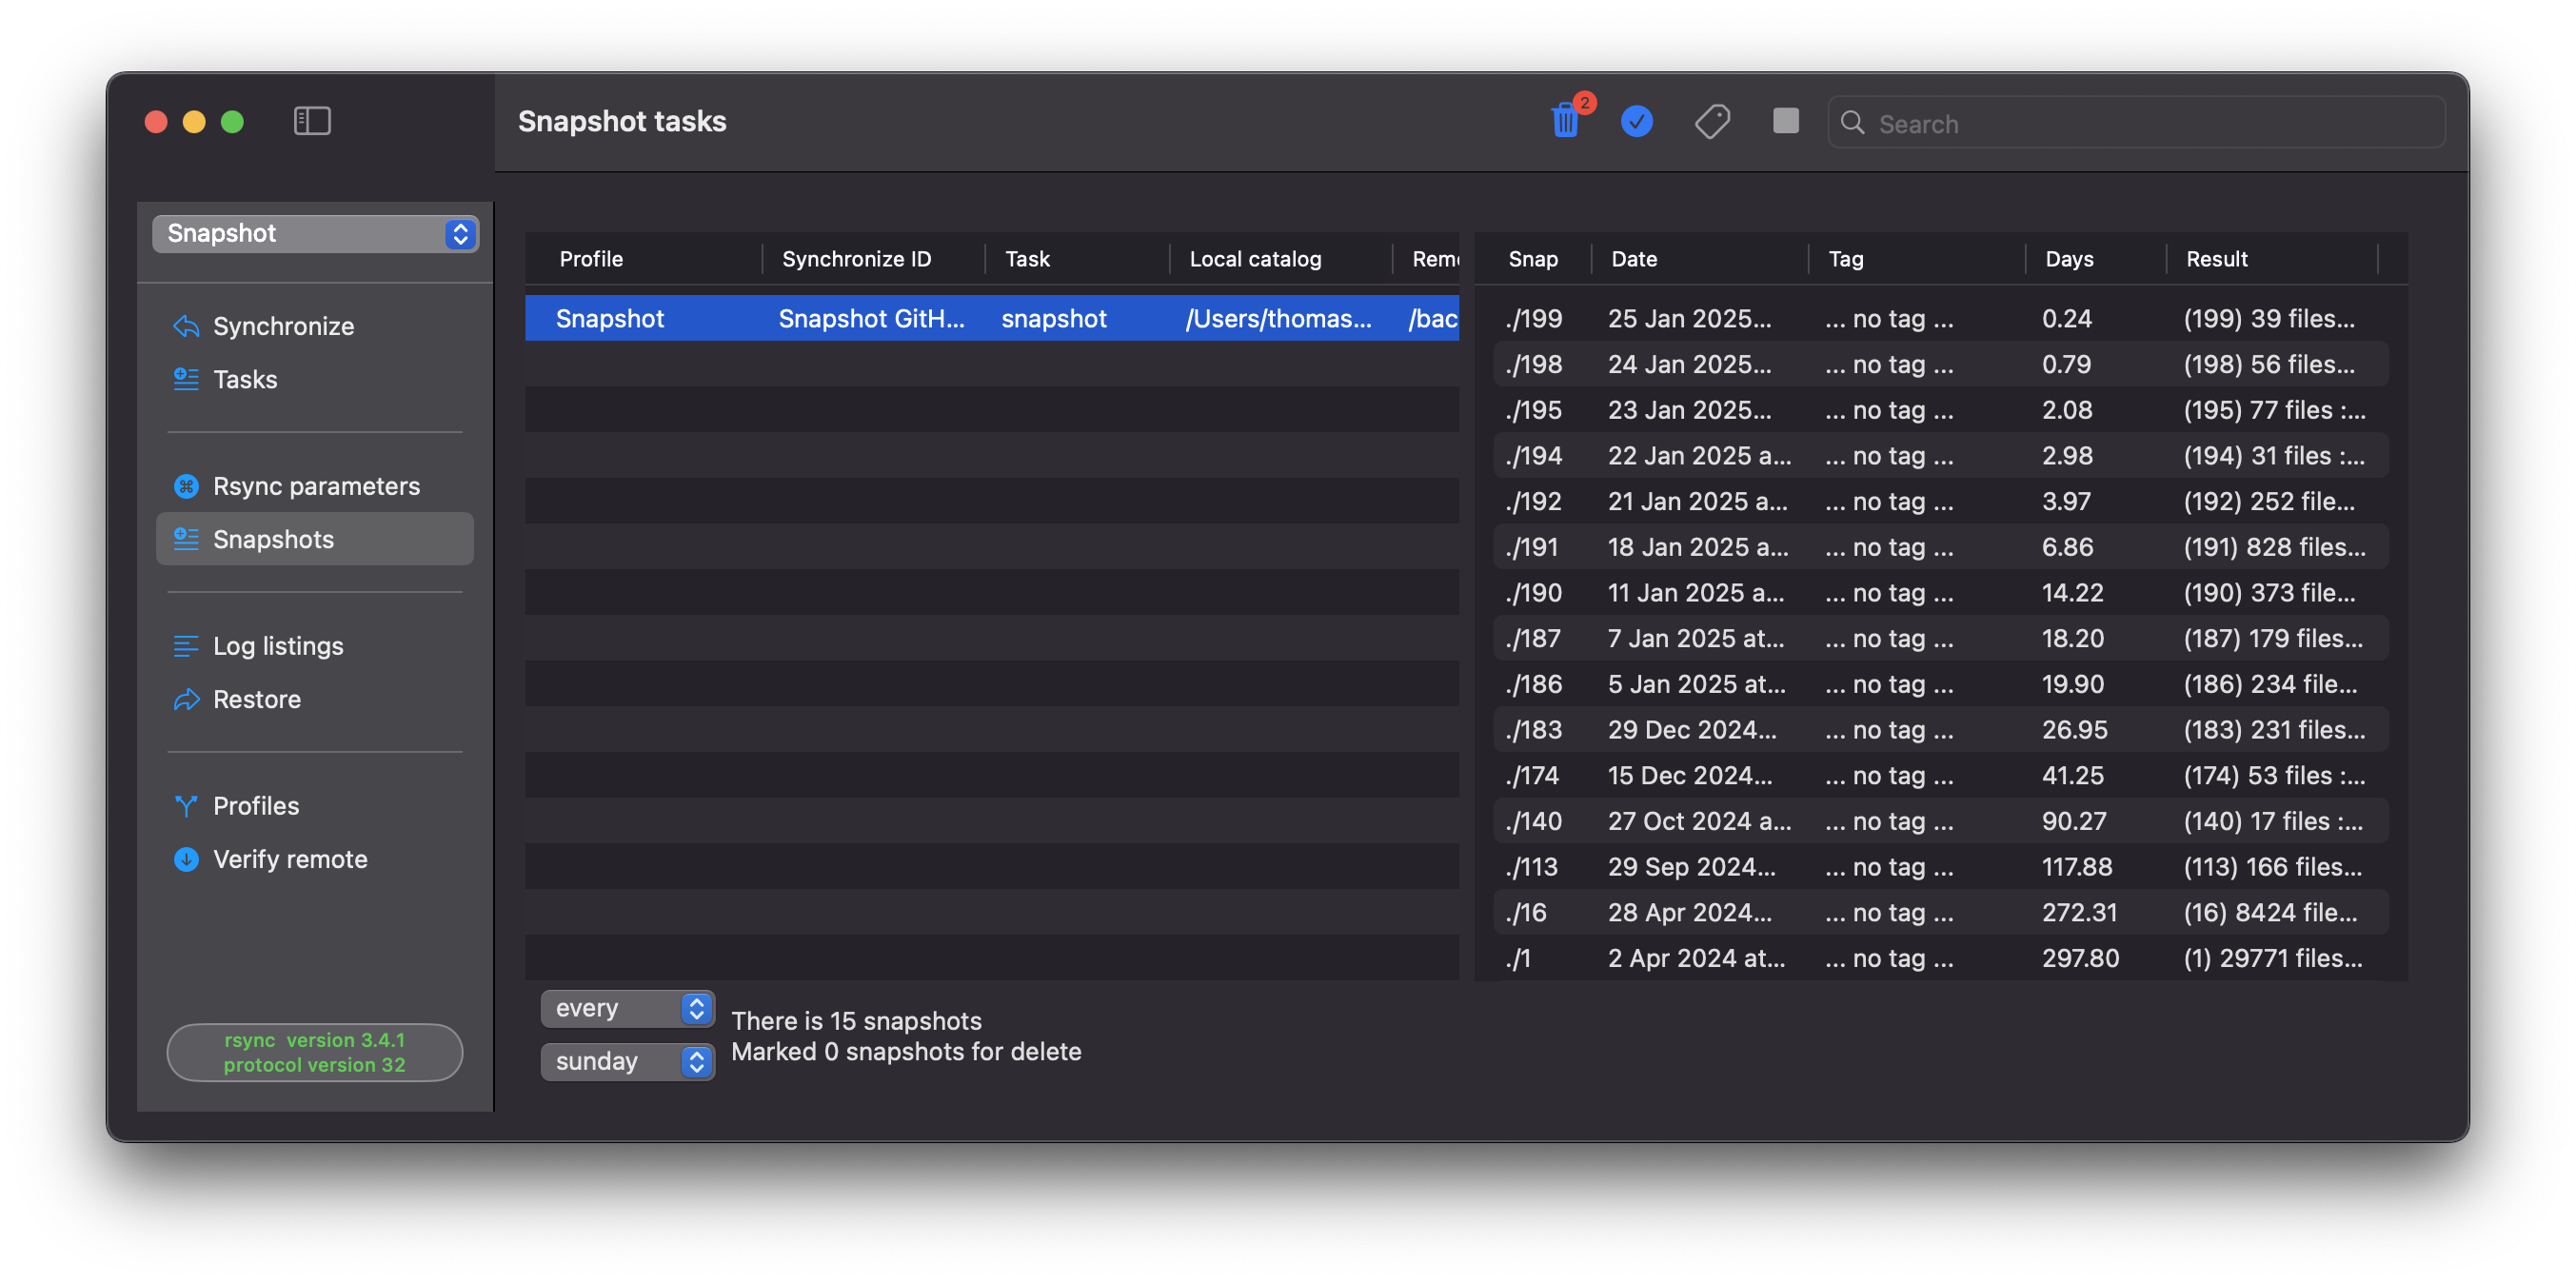 Snapshot tasks
2
Search
Snapshot
Synchronize
Tasks
Rsync parameters
Snapshots
Log listings
Restore
Profiles
Verify remote
rsync version 3.4.1
protocol version 32
Profile Synchronize ID Task Local catalog Rem
Snapshot Snapshot GitH... snapshot /Users/thomas... /bac
Snap Date Tag Days Result
./199 25 Jan 2025... ... no tag ... 0.24 (199) 39 files...
./198 24 Jan 2025... ... no tag ... 0.79 (198) 56 files...
./195 23 Jan 2025... ... no tag ... 2.08 (195) 77 files :...
./194 22 Jan 2025 a... ... no tag ... 2.98 (194) 31 files :...
./192 21 Jan 2025 a... ... no tag ... 3.97 (192) 252 file...
./191 18 Jan 2025 a... ... no tag ... 6.86 (191) 828 files...
./190 11 Jan 2025 a... ... no tag ... 14.22 (190) 373 file...
./187 7 Jan 2025 at... ... no tag ... 18.20 (187) 179 files...
./186 5 Jan 2025 at... ... no tag ... 19.90 (186) 234 file...
./183 29 Dec 2024... ... no tag ... 26.95 (183) 231 files...
./174 15 Dec 2024... ... no tag ... 41.25 (174) 53 files :...
./140 27 Oct 2024 a... ... no tag ... 90.27 (140) 17 files :...
./113 29 Sep 2024... ... no tag ... 117.88 (113) 166 files...
./16 28 Apr 2024... ... no tag ... 272.31 (16) 8424 file...
./1 2 Apr 2024 at... ... no tag ... 297.80 (1) 29771 files...
every
sunday
There is 15 snapshots
Marked 0 snapshots for delete